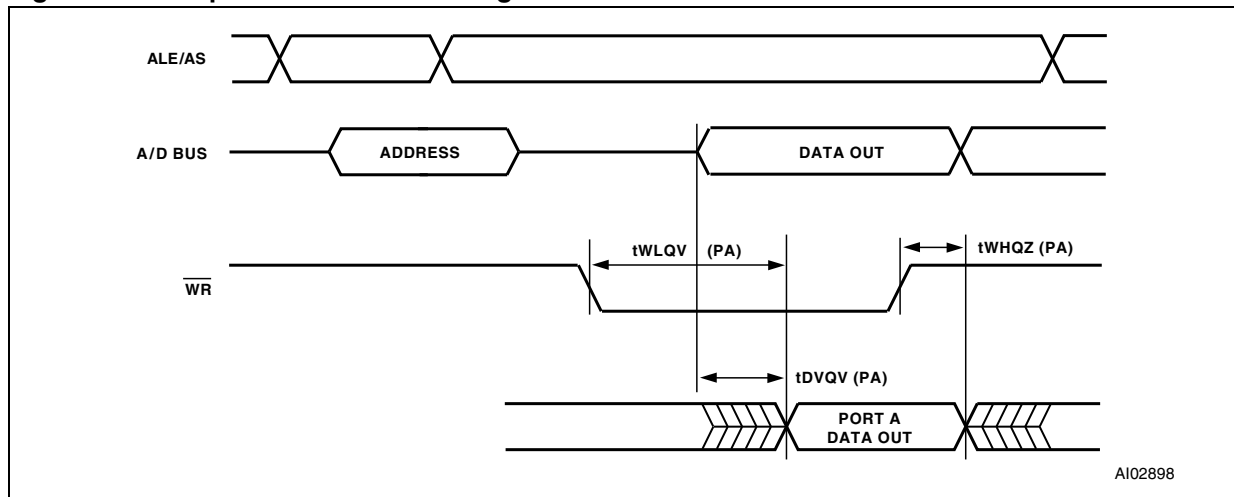 ALE/AS
A/D BUS
ADDRESS
DATA OUT
tWLQV (PA)
tWHQZ (PA)
WR
tDVQV (PA)
PORT A
DATA OUT
AI02898